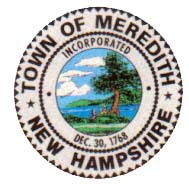 TOWN OF MEREDITH
NEW HAMPSHIRE
INCORPORATED
DEC. 30, 1768